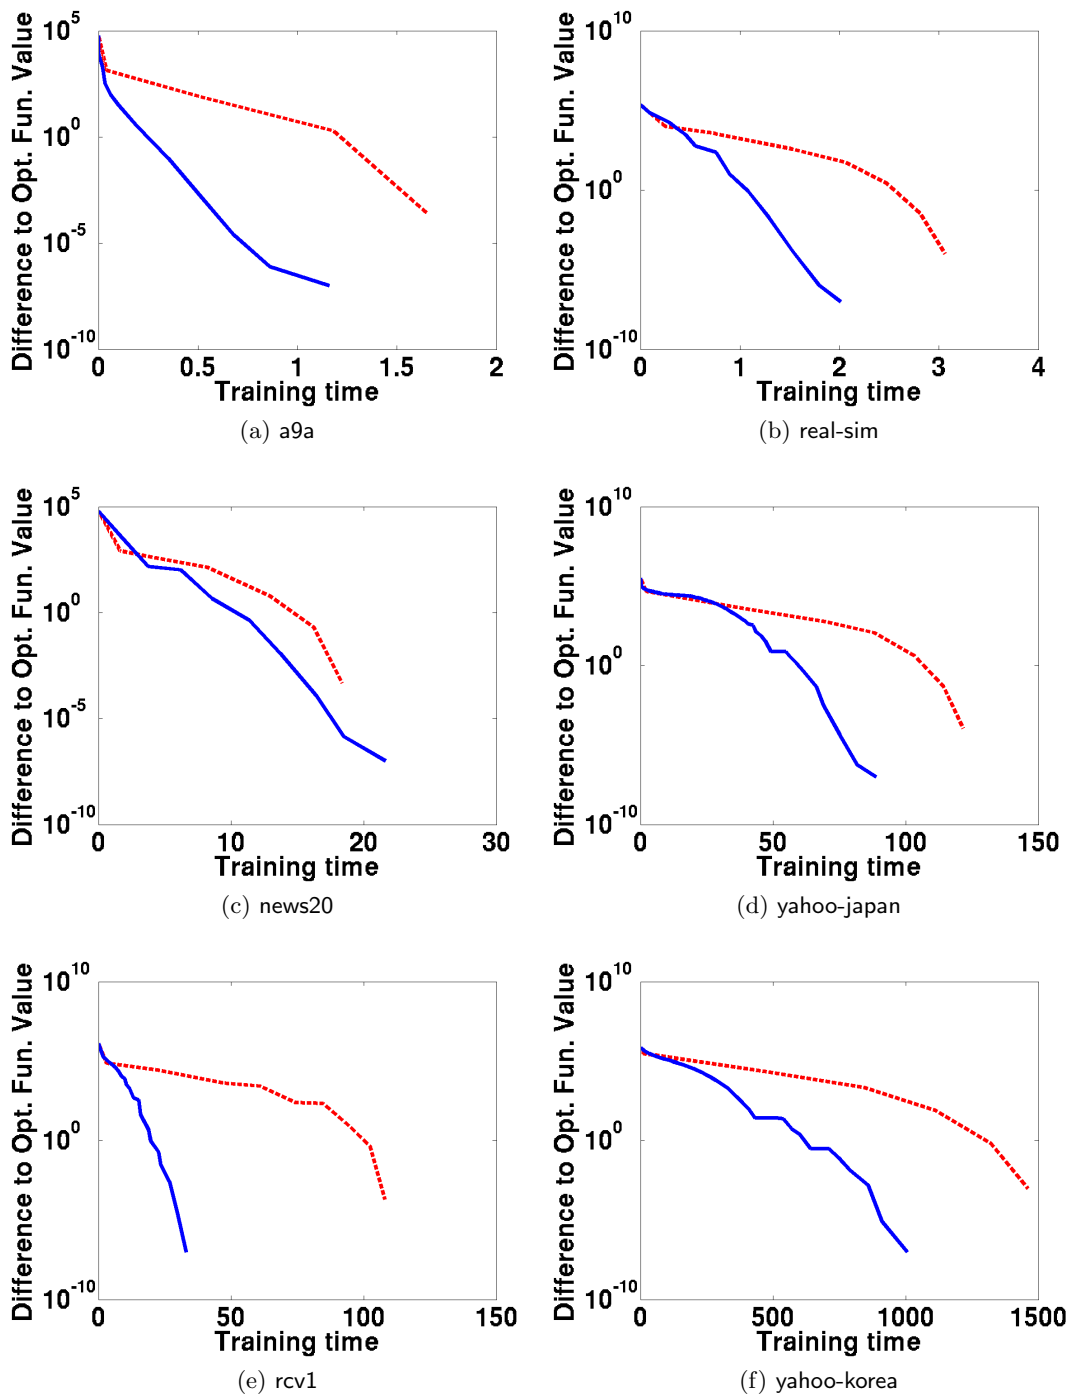 Difference to Opt. Fun. Value
10^5
10^0
10^-5
10^-10
0 0.5 1 1.5 2
Training time
(a) a9a
Difference to Opt. Fun. Value
10^10
10^0
10^-10
0 1 2 3 4
Training time
(b) real-sim
Difference to Opt. Fun. Value
10^5
10^0
10^-5
10^-10
0 10 20 30
Training time
(c) news20
Difference to Opt. Fun. Value
10^10
10^0
10^-10
0 50 100 150
Training time
(d) yahoo-japan
Difference to Opt. Fun. Value
10^10
10^0
10^-10
0 50 100 150
Training time
(e) rcv1
Difference to Opt. Fun. Value
10^10
10^0
10^-10
0 500 1000 1500
Training time
(f) yahoo-korea